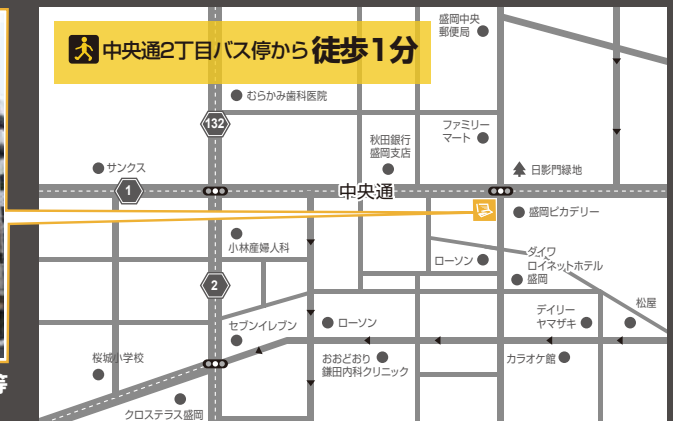 中央通2丁目バス停から徒歩1分
盛岡中央
郵便局
むらかみ歯科医院
132
ファミリー
マート
秋田銀行
盛岡支店
サンクス
日影門緑地
1
中央通
盛岡ピカデリー
小林産婦人科
ローソン
ダイワ
ロイネットホテル
盛岡
2
デイリー
ヤマザキ
松屋
セブンイレブン
ローソン
桜城小学校
おおどおり
鎌田内科クリニック
カラオケ館
等
クロステラス盛岡